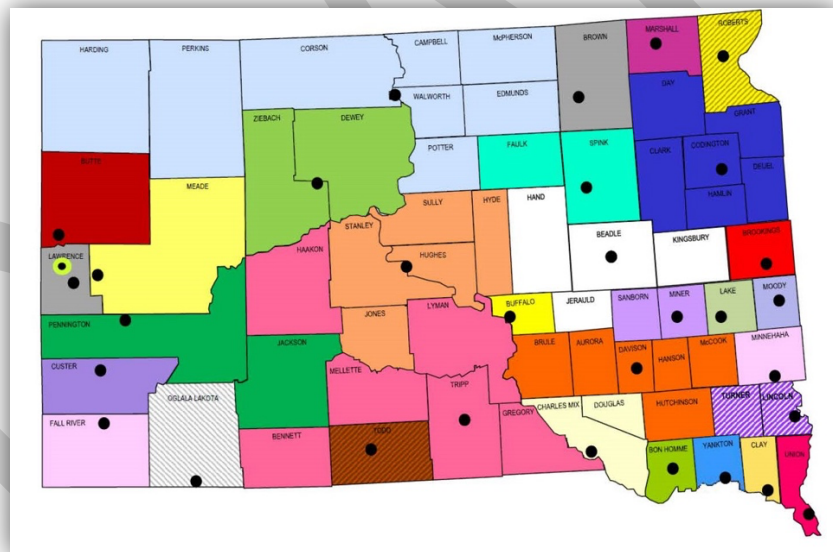 HARDING
PERKINS
CORSON
CAMPBELL
McPHERSON
BROWN
MARSHALL
ROBERTS
WALWORTH
EDMUNDS
DAY
GRANT
ZIEBACH
DEWEY
POTTER
FAULK
SPINK
CLARK
CODINGTON
DEUEL
HAMLIN
BUTTE
MEADE
SULLY
HYDE
HAND
STANLEY
HUGHES
BEADLE
KINGSBURY
BROOKINGS
LAWRENCE
HAAKON
BUFFALO
JERAULD
SANBORN
MINER
LAKE
MOODY
PENNINGTON
JACKSON
JONES
LYMAN
BRULE
AURORA
DAVISON
HANSON
McCOOK
MINNEHAHA
CUSTER
MELLETTE
TRIPP
FALL RIVER
OGLALA LAKOTA
BENNETT
TODD
GREGORY
CHARLES MIX
DOUGLAS
HUTCHINSON
TURNER
LINCOLN
BON HOMME
YANKTON
CLAY
UNION